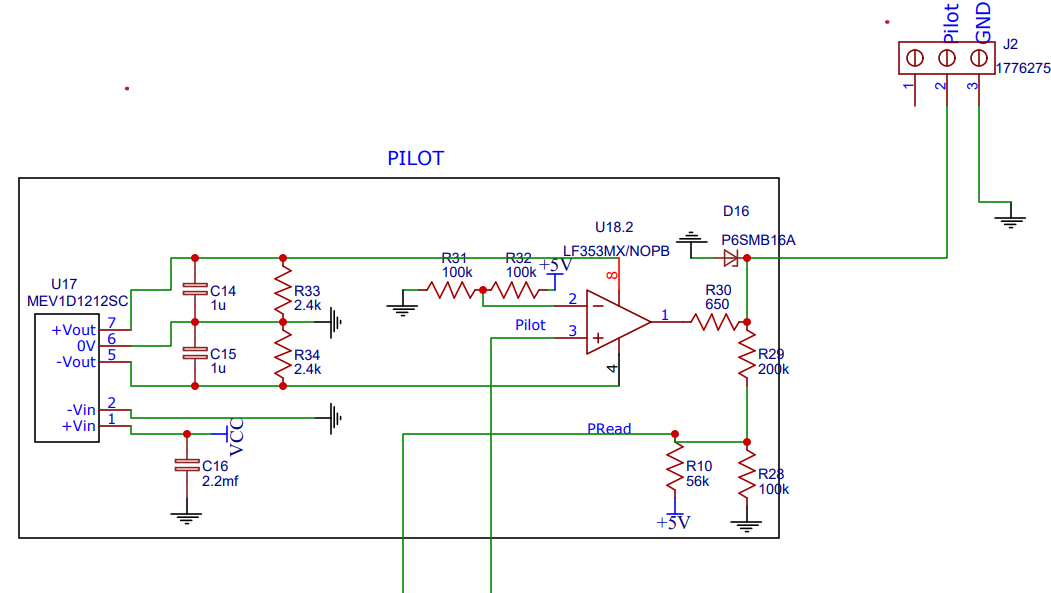 Pilot
GND
J2
1776275
1
2
3
PILOT
D16
P6SMB16A
U18.2
LF353MX/NOPB
R31
100k
R32
100k
+5V
8
U17
MEV1D1212SC
C14
1u
R33
2.4k
2
Pilot
3
1
4
R30
650
+Vout
7
0V
6
-Vout
5
C15
1u
R34
2.4k
R29
200k
-Vin
2
+Vin
1
VCC
PRead
C16
2.2mf
R10
56k
R28
100k
+5V